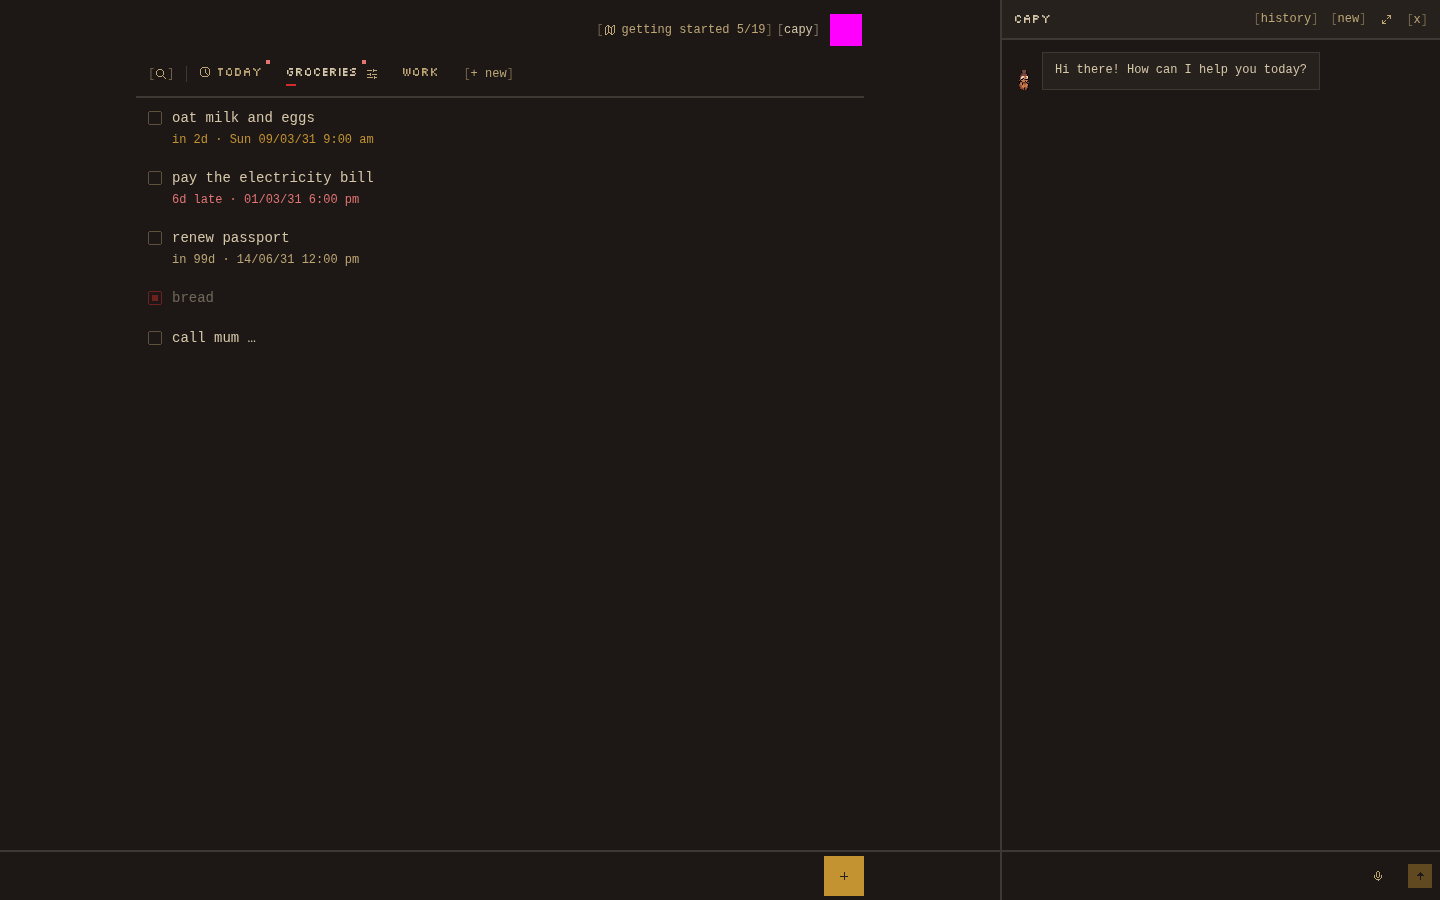 [getting started 5/19] [capy]
TODAY GROCERIES WORK [+ new]
oat milk and eggs
in 2d · Sun 09/03/31 9:00 am
pay the electricity bill
6d late · 01/03/31 6:00 pm
renew passport
in 99d · 14/06/31 12:00 pm
bread
call mum …
+
CAPY [history] [new] [x]
Hi there! How can I help you today?